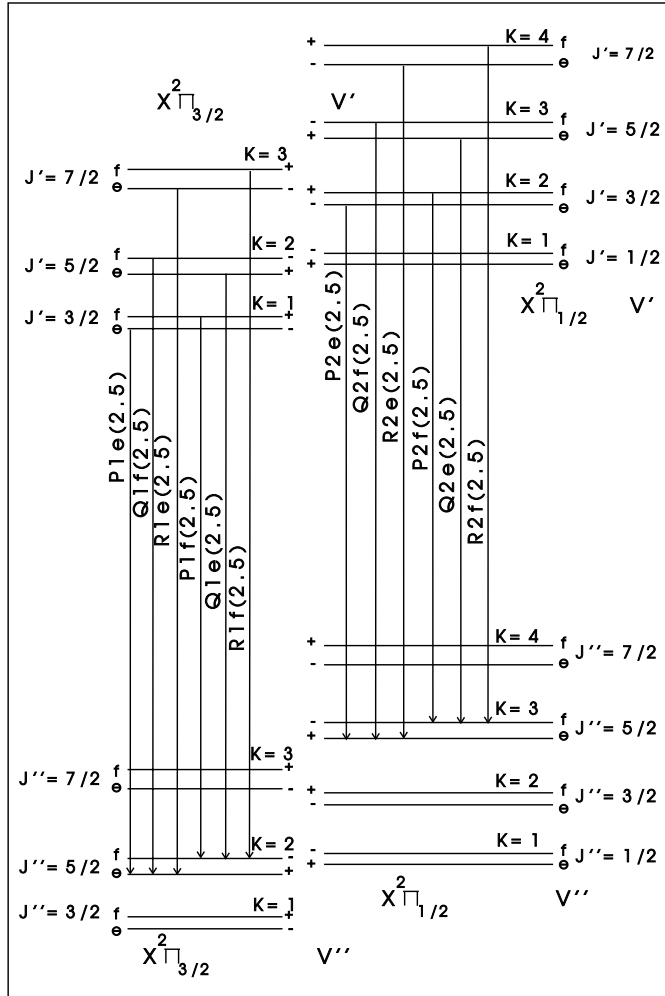 X²Π₃/₂ V′
K= 3 +
J′= 7/2 f
e -
K= 2 -
J′= 5/2 f
e +
K= 1 +
J′= 3/2 f
e -
+ K= 4 f
- e J′= 7/2
- K= 3 f
+ e J′= 5/2
+ K= 2 f
- e J′= 3/2
- K= 1 f
+ e J′= 1/2
X²Π₁/₂ V′
P1e(2.5)
Q1f(2.5)
R1e(2.5)
P1f(2.5)
Q1e(2.5)
R1f(2.5)
P2e(2.5)
Q2f(2.5)
R2e(2.5)
P2f(2.5)
Q2e(2.5)
R2f(2.5)
K= 3 +
J′′= 7/2 f
e -
K= 2 -
J′′= 5/2 f
e +
K= 1 +
J′′= 3/2 f
e -
X²Π₃/₂ V′′
+ K= 4 f
- e J′′= 7/2
- K= 3 f
+ e J′′= 5/2
+ K= 2 f
- e J′′= 3/2
- K= 1 f
+ e J′′= 1/2
X²Π₁/₂ V′′